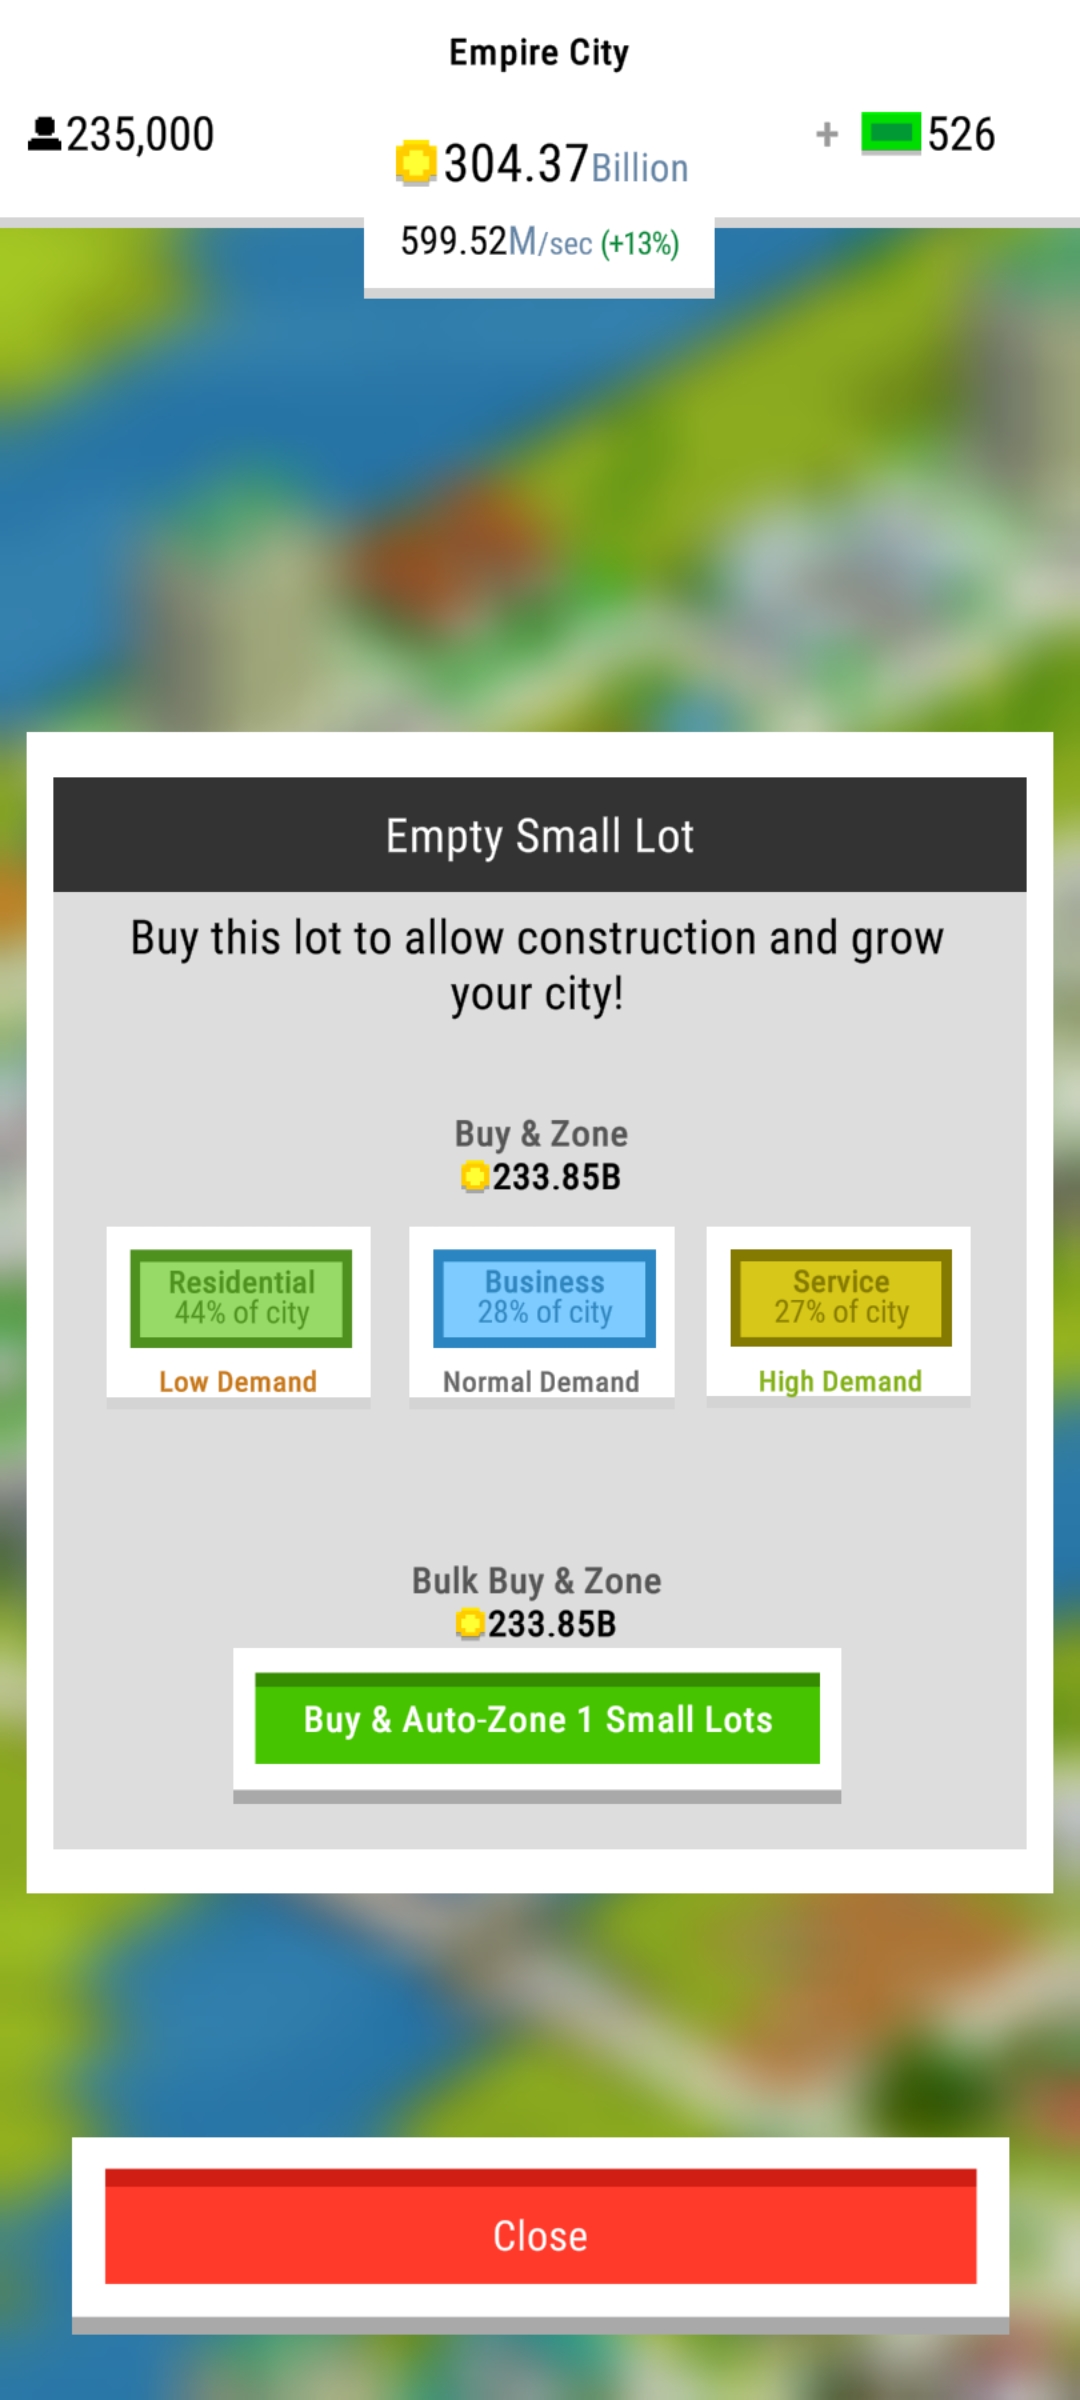 Empire City
235,000
304.37Billion
+ 526
599.52M/sec (+13%)
Empty Small Lot
Buy this lot to allow construction and grow
your city!
Buy & Zone
233.85B
Residential
44% of city
Low Demand
Business
28% of city
Normal Demand
Service
27% of city
High Demand
Bulk Buy & Zone
233.85B
Buy & Auto-Zone 1 Small Lots
Close